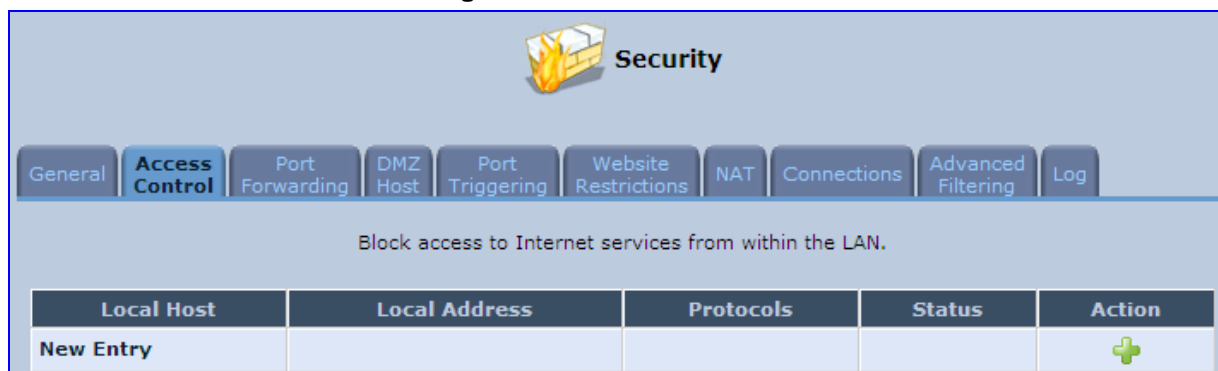 Security
General
Access Control
Port Forwarding
DMZ Host
Port Triggering
Website Restrictions
NAT
Connections
Advanced Filtering
Log
Block access to Internet services from within the LAN.
Local Host Local Address Protocols Status Action
New Entry